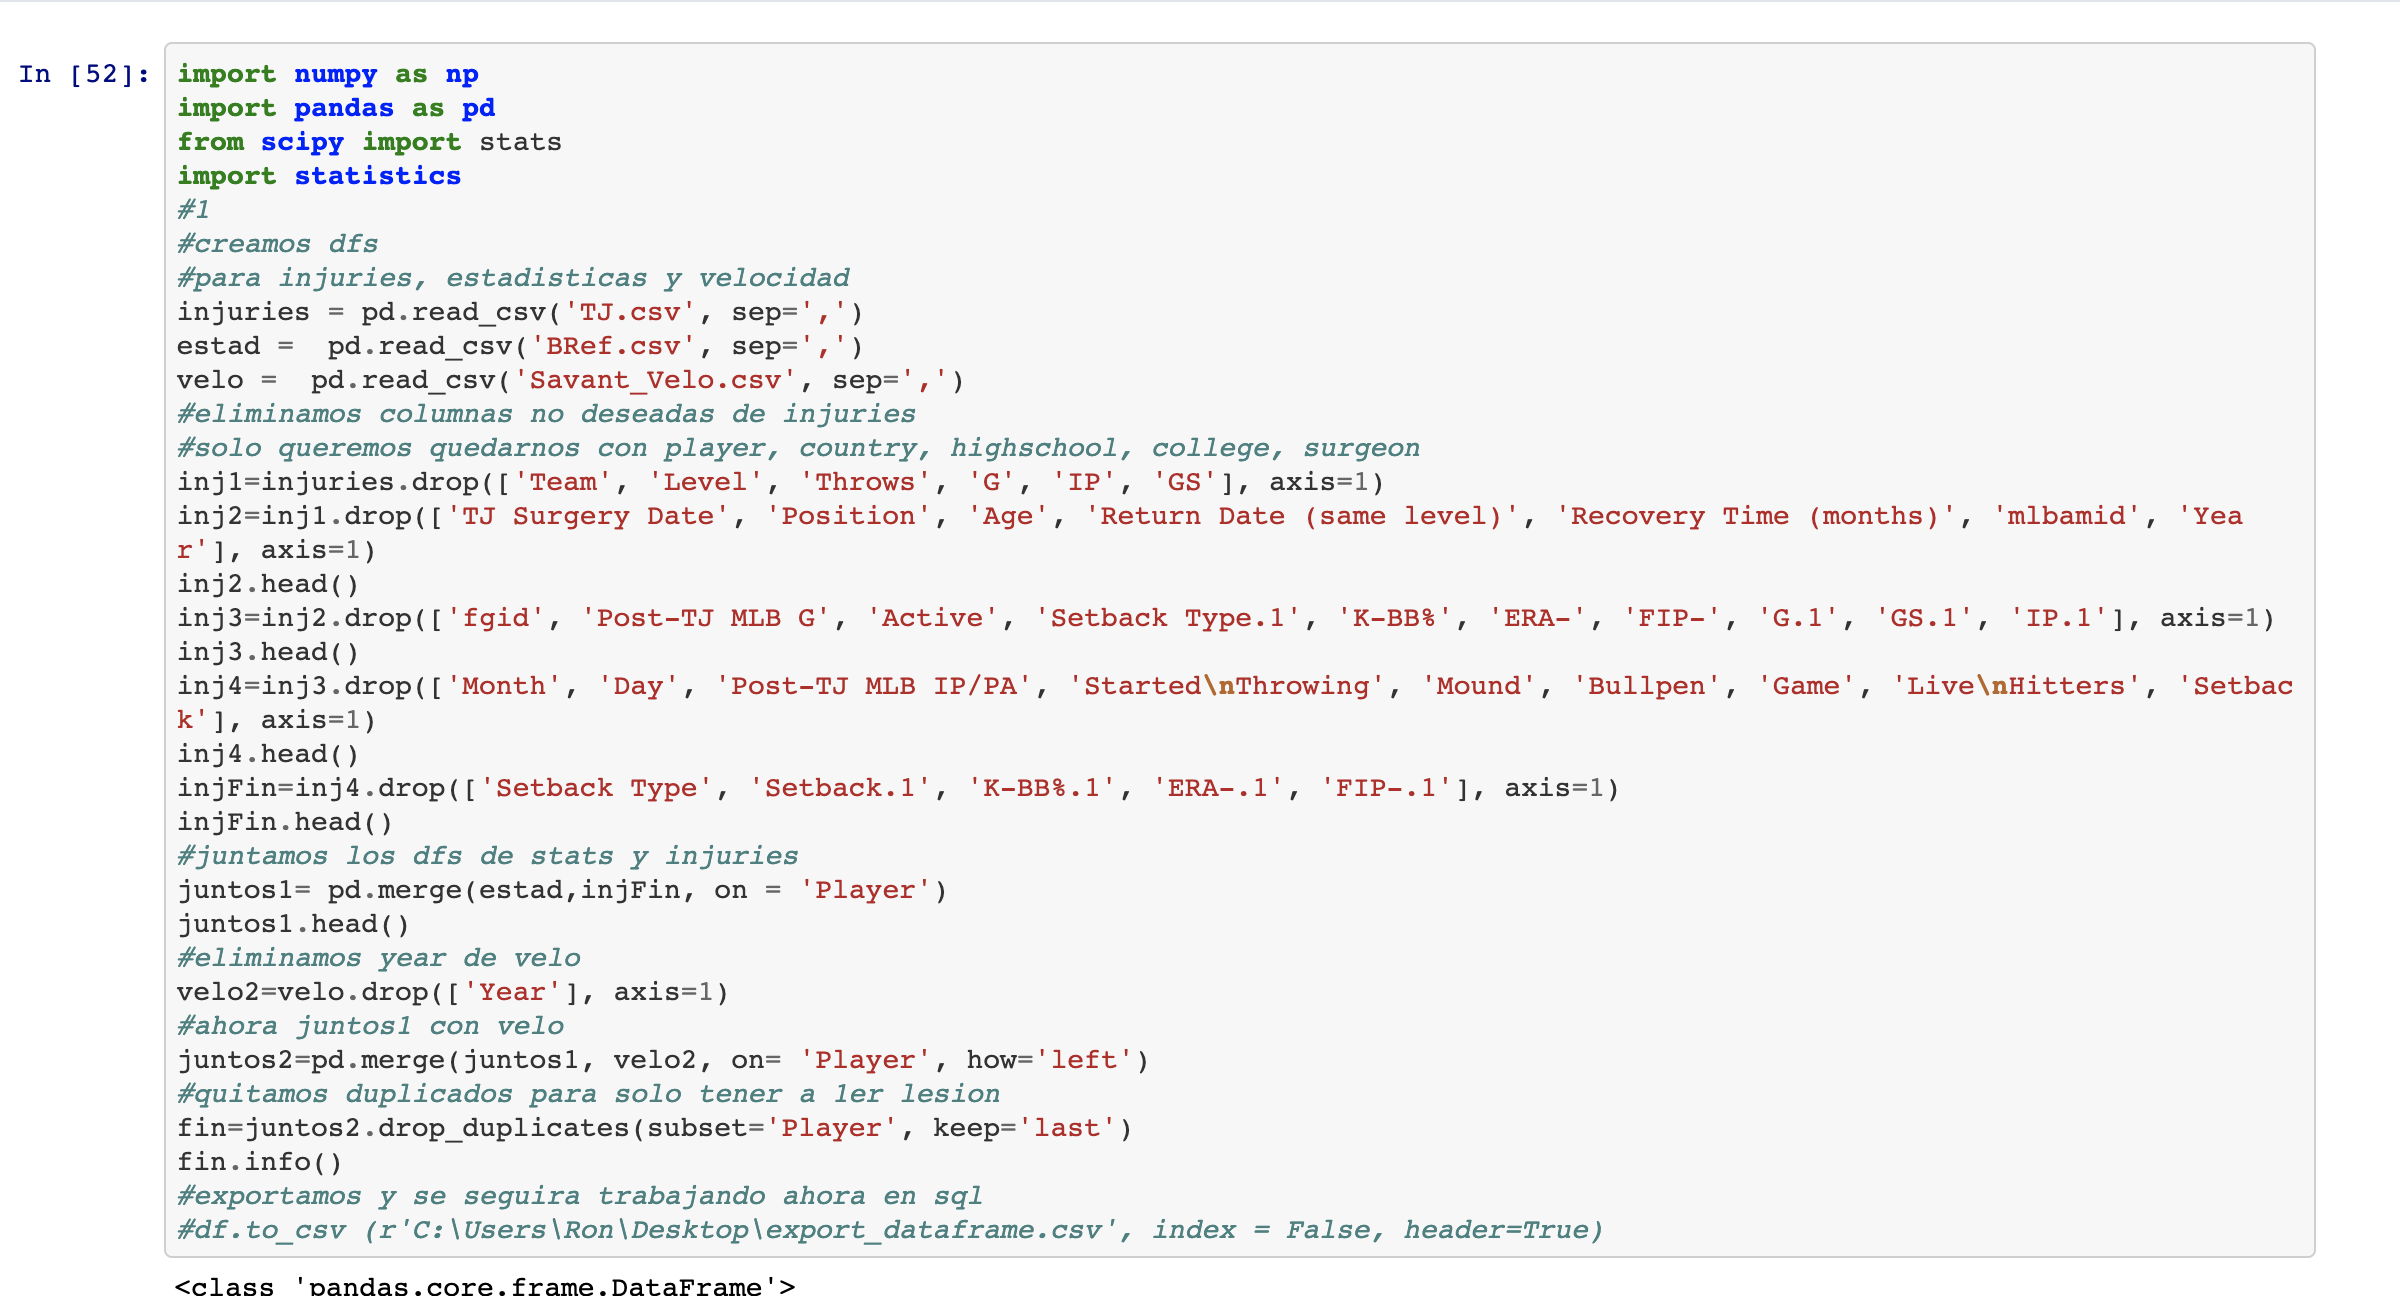 In [52]:
import numpy as np
import pandas as pd
from scipy import stats
import statistics
#1
#creamos dfs
#para injuries, estadisticas y velocidad
injuries = pd.read_csv('TJ.csv', sep=',')
estad =  pd.read_csv('BRef.csv', sep=',')
velo =  pd.read_csv('Savant_Velo.csv', sep=',')
#eliminamos columnas no deseadas de injuries
#solo queremos quedarnos con player, country, highschool, college, surgeon
inj1=injuries.drop(['Team', 'Level', 'Throws', 'G', 'IP', 'GS'], axis=1)
inj2=inj1.drop(['TJ Surgery Date', 'Position', 'Age', 'Return Date (same level)', 'Recovery Time (months)', 'mlbamid', 'Yea
r'], axis=1)
inj2.head()
inj3=inj2.drop(['fgid', 'Post-TJ MLB G', 'Active', 'Setback Type.1', 'K-BB%', 'ERA-', 'FIP-', 'G.1', 'GS.1', 'IP.1'], axis=1)
inj3.head()
inj4=inj3.drop(['Month', 'Day', 'Post-TJ MLB IP/PA', 'Started\nThrowing', 'Mound', 'Bullpen', 'Game', 'Live\nHitters', 'Setbac
k'], axis=1)
inj4.head()
injFin=inj4.drop(['Setback Type', 'Setback.1', 'K-BB%.1', 'ERA-.1', 'FIP-.1'], axis=1)
injFin.head()
#juntamos los dfs de stats y injuries
juntos1= pd.merge(estad,injFin, on = 'Player')
juntos1.head()
#eliminamos year de velo
velo2=velo.drop(['Year'], axis=1)
#ahora juntos1 con velo
juntos2=pd.merge(juntos1, velo2, on= 'Player', how='left')
#quitamos duplicados para solo tener a 1er lesion
fin=juntos2.drop_duplicates(subset='Player', keep='last')
fin.info()
#exportamos y se seguira trabajando ahora en sql
#df.to_csv (r'C:\Users\Ron\Desktop\export_dataframe.csv', index = False, header=True)
<class 'pandas.core.frame.DataFrame'>